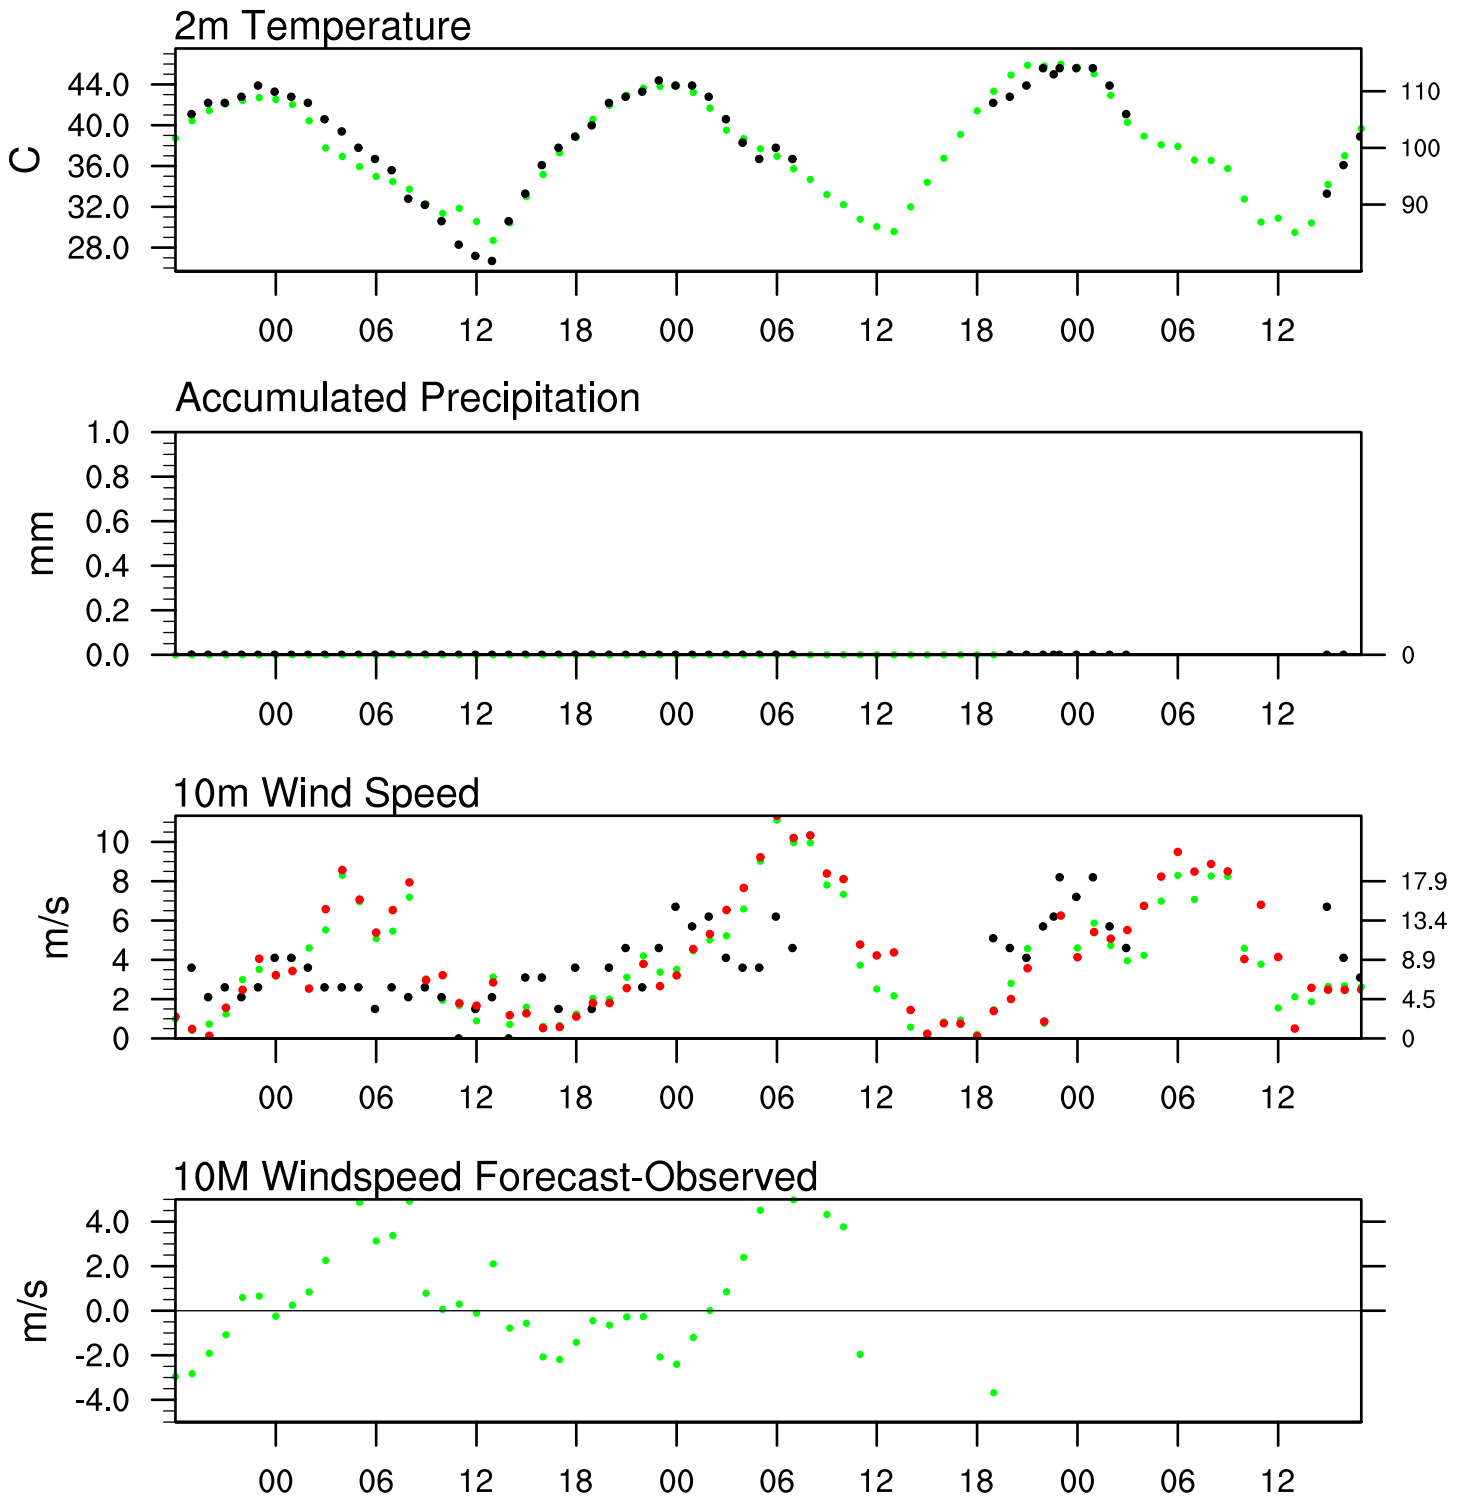 2m Temperature
44.0
40.0
36.0
32.0
28.0
C
110
100
90
00 06 12 18 00 06 12 18 00 06 12
Accumulated Precipitation
1.0
0.8
0.6
0.4
0.2
0.0
mm
0
00 06 12 18 00 06 12 18 00 06 12
10m Wind Speed
10
8
6
4
2
0
m/s
17.9
13.4
8.9
4.5
0
00 06 12 18 00 06 12 18 00 06 12
10M Windspeed Forecast-Observed
4.0
2.0
0.0
-2.0
-4.0
m/s
00 06 12 18 00 06 12 18 00 06 12